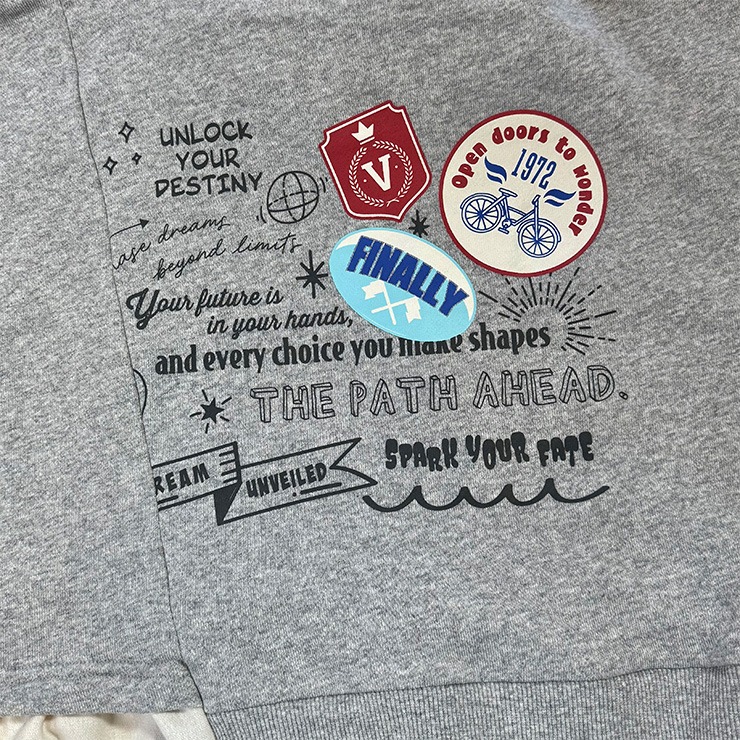 UNLOCK
YOUR
DESTINY
V
Open doors to wonder
1972
dreams
beyond limits
FINALLY
Your future is
in your hands,
and every choice you make shapes
THE PATH AHEAD.
UNVEILED
SPARK YOUR FATE